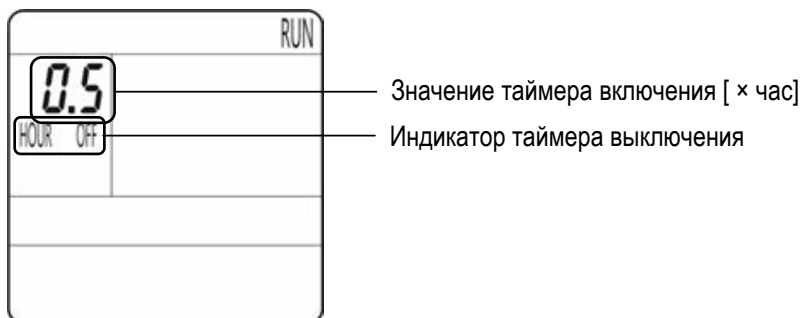 RUN
0.5
Значение таймера включения [ × час]
HOUR OFF
Индикатор таймера выключения